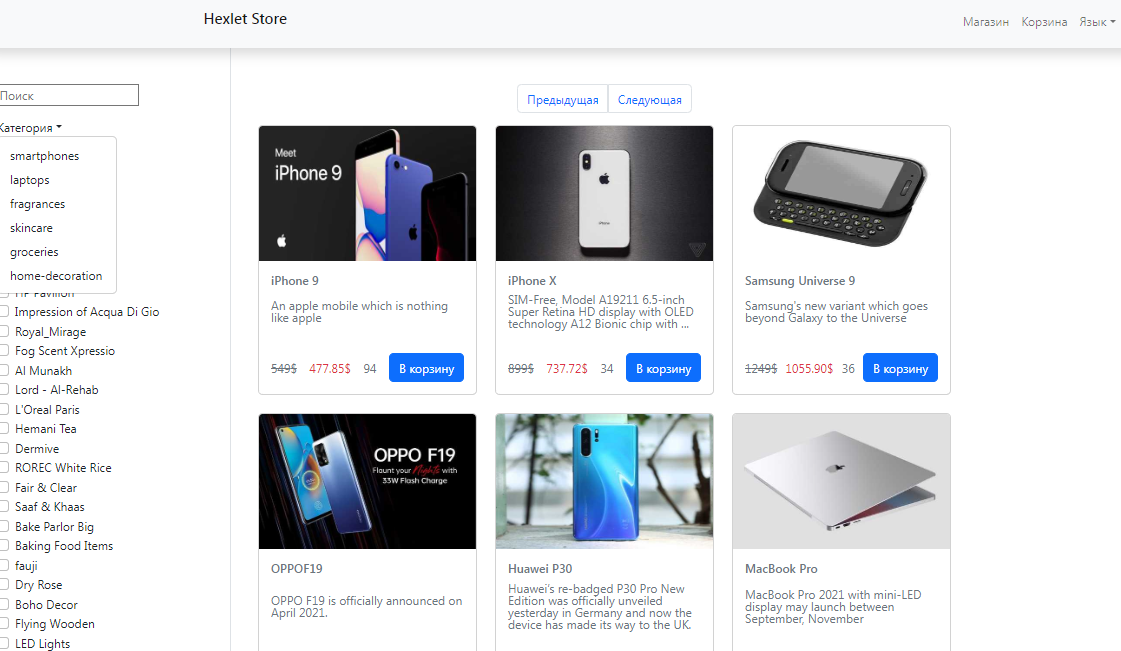 Hexlet Store
Магазин Корзина Язык
Поиск
Категория
smartphones
laptops
fragrances
skincare
groceries
home-decoration
HP Pavilion
Impression of Acqua Di Gio
Royal_Mirage
Fog Scent Xpressio
Al Munakh
Lord - Al-Rehab
L'Oreal Paris
Hemani Tea
Dermive
ROREC White Rice
Fair & Clear
Saaf & Khaas
Bake Parlor Big
Baking Food Items
fauji
Dry Rose
Boho Decor
Flying Wooden
LED Lights
Предыдущая Следующая
Meet
iPhone 9
iPhone 9
An apple mobile which is nothing
like apple
549$ 477.85$ 94 В корзину
iPhone
iPhone X
SIM-Free, Model A19211 6.5-inch
Super Retina HD display with OLED
technology A12 Bionic chip with ...
899$ 737.72$ 34 В корзину
Samsung Universe 9
Samsung's new variant which goes
beyond Galaxy to the Universe
1249$ 1055.90$ 36 В корзину
OPPO F19
Flaunt your Nights with
33W Flash Charge
OPPOF19
OPPO F19 is officially announced on
April 2021.
Huawei P30
Huawei’s re-badged P30 Pro New
Edition was officially unveiled
yesterday in Germany and now the
device has made its way to the UK.
MacBook Pro
MacBook Pro 2021 with mini-LED
display may launch between
September, November